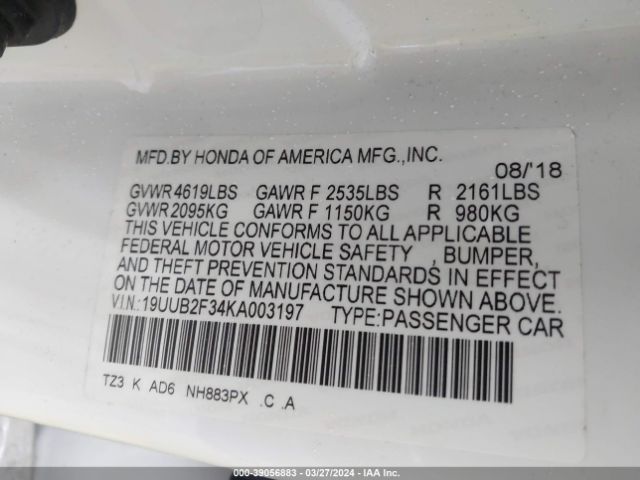 MFD.BY HONDA OF AMERICA MFG.,INC.
08/'18
GVWR 4619LBS GAWR F 2535LBS R 2161LBS
GVWR 2095KG GAWR F 1150KG R 980KG
THIS VEHICLE CONFORMS TO ALL APPLICABLE
FEDERAL MOTOR VEHICLE SAFETY , BUMPER,
AND THEFT PREVENTION STANDARDS IN EFFECT
ON THE DATE OF MANUFACTURE SHOWN ABOVE.
V.I.N.:19UUB2F34KA003197 TYPE:PASSENGER CAR
TZ3 K AD6 NH883PX .C .A
000-39056883 - 03/27/2024 - IAA